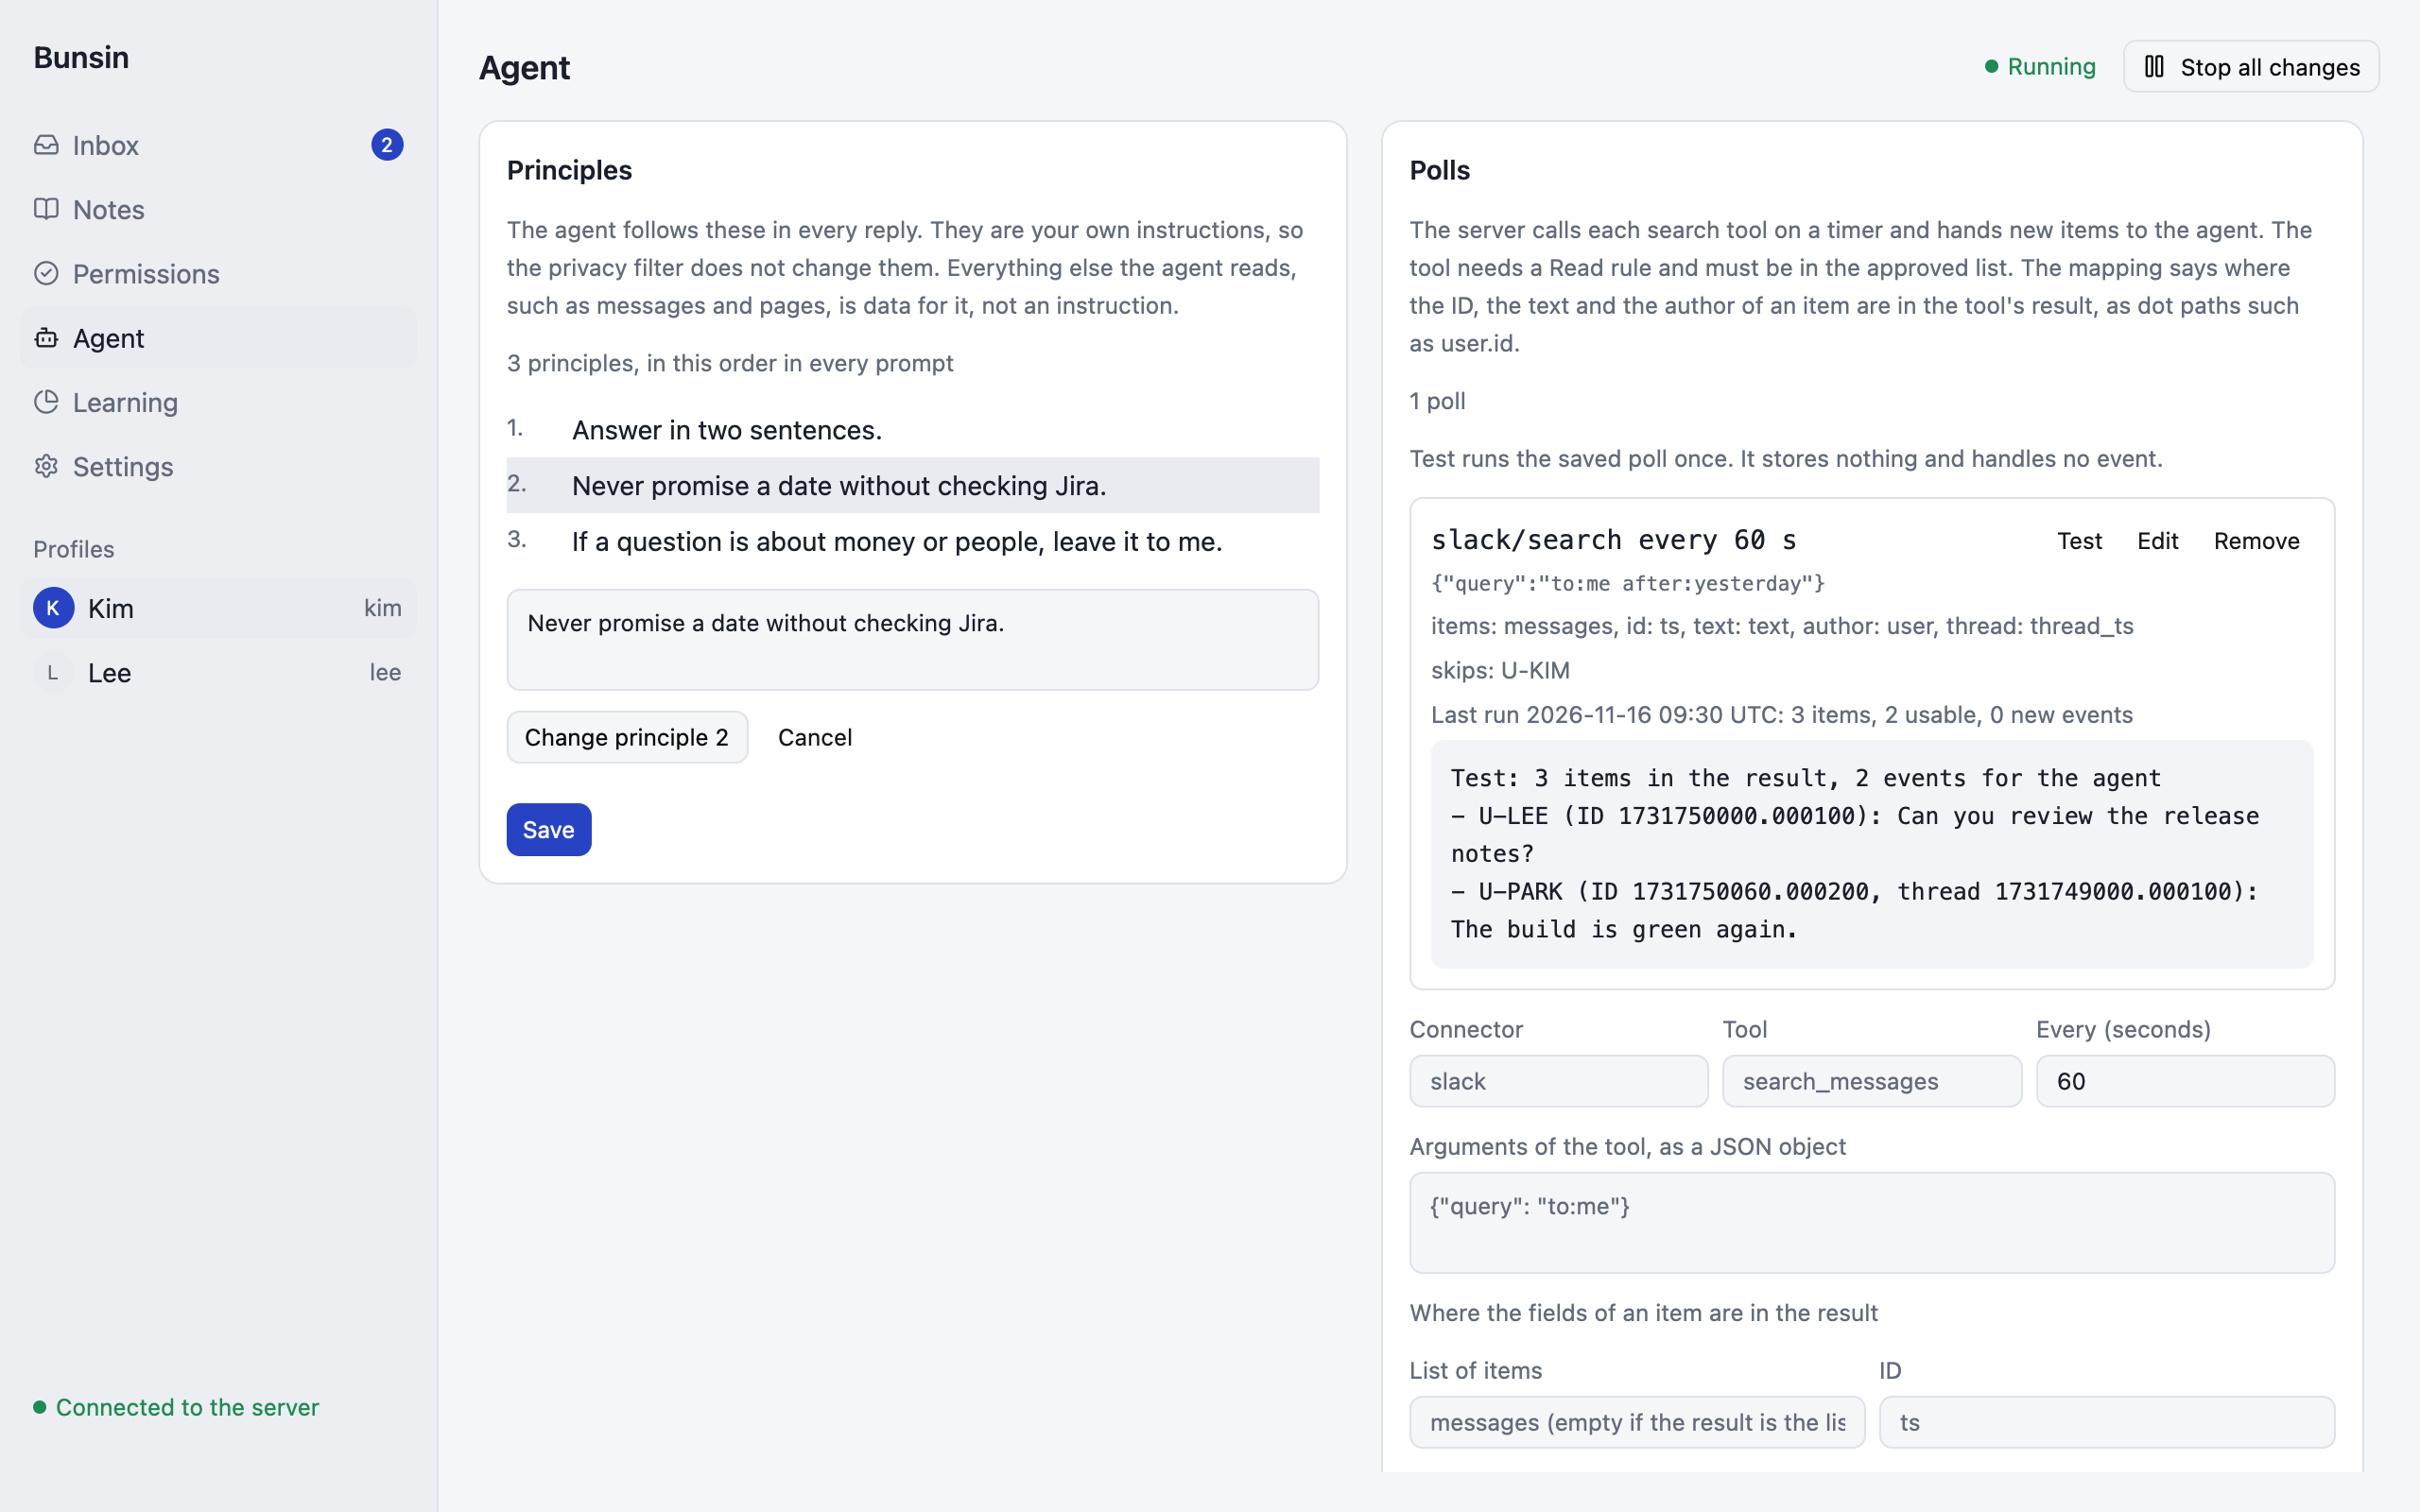 Bunsin
Inbox
2
Notes
Permissions
Agent
Learning
Settings
Profiles
K
Kim
kim
L
Lee
lee
Connected to the server
Agent
Running
Stop all changes
Principles
The agent follows these in every reply. They are your own instructions, so
the privacy filter does not change them. Everything else the agent reads,
such as messages and pages, is data for it, not an instruction.
3 principles, in this order in every prompt
1. Answer in two sentences.
2. Never promise a date without checking Jira.
3. If a question is about money or people, leave it to me.
Never promise a date without checking Jira.
Change principle 2
Cancel
Save
Polls
The server calls each search tool on a timer and hands new items to the agent. The
tool needs a Read rule and must be in the approved list. The mapping says where
the ID, the text and the author of an item are in the tool's result, as dot paths such
as user.id.
1 poll
Test runs the saved poll once. It stores nothing and handles no event.
slack/search every 60 s
Test
Edit
Remove
{"query":"to:me after:yesterday"}
items: messages, id: ts, text: text, author: user, thread: thread_ts
skips: U-KIM
Last run 2026-11-16 09:30 UTC: 3 items, 2 usable, 0 new events
Test: 3 items in the result, 2 events for the agent
- U-LEE (ID 1731750000.000100): Can you review the release
notes?
- U-PARK (ID 1731750060.000200, thread 1731749000.000100):
The build is green again.
Connector
Tool
Every (seconds)
slack
search_messages
60
Arguments of the tool, as a JSON object
{"query": "to:me"}
Where the fields of an item are in the result
List of items
ID
messages (empty if the result is the lis
ts